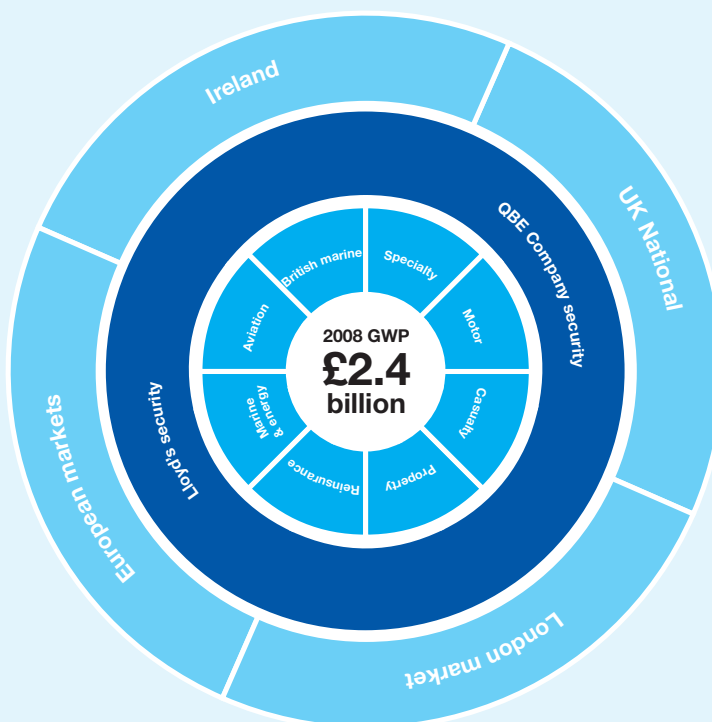 Ireland
UK National
London market
European markets
QBE Company security
Lloyd's security
British marine
Specialty
Motor
Casualty
Property
Reinsurance
Marine
& energy
Aviation
2008 GWP
£2.4
billion